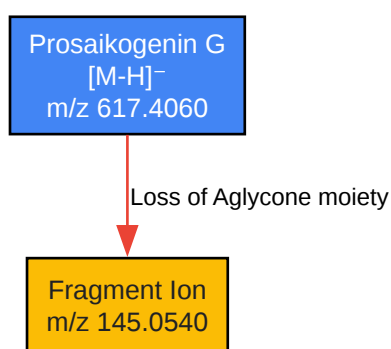 Prosaikogenin G
[M-H]⁻
m/z 617.4060
Loss of Aglycone moiety
Fragment Ion
m/z 145.0540